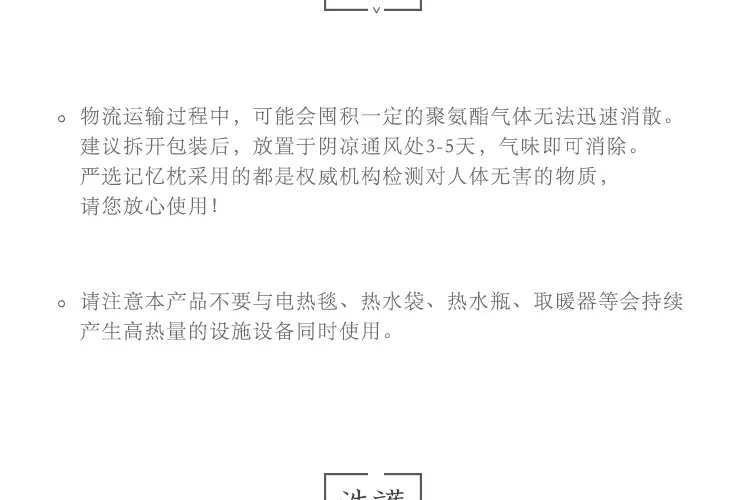 物流运输过程中，可能会囤积一定的聚氨酯气体无法迅速消散。
建议拆开包装后，放置于阴凉通风处3-5天，气味即可消除。
严选记忆枕采用的都是权威机构检测对人体无害的物质，
请您放心使用！
请注意本产品不要与电热毯、热水袋、热水瓶、取暖器等会持续
产生高热量的设施设备同时使用。